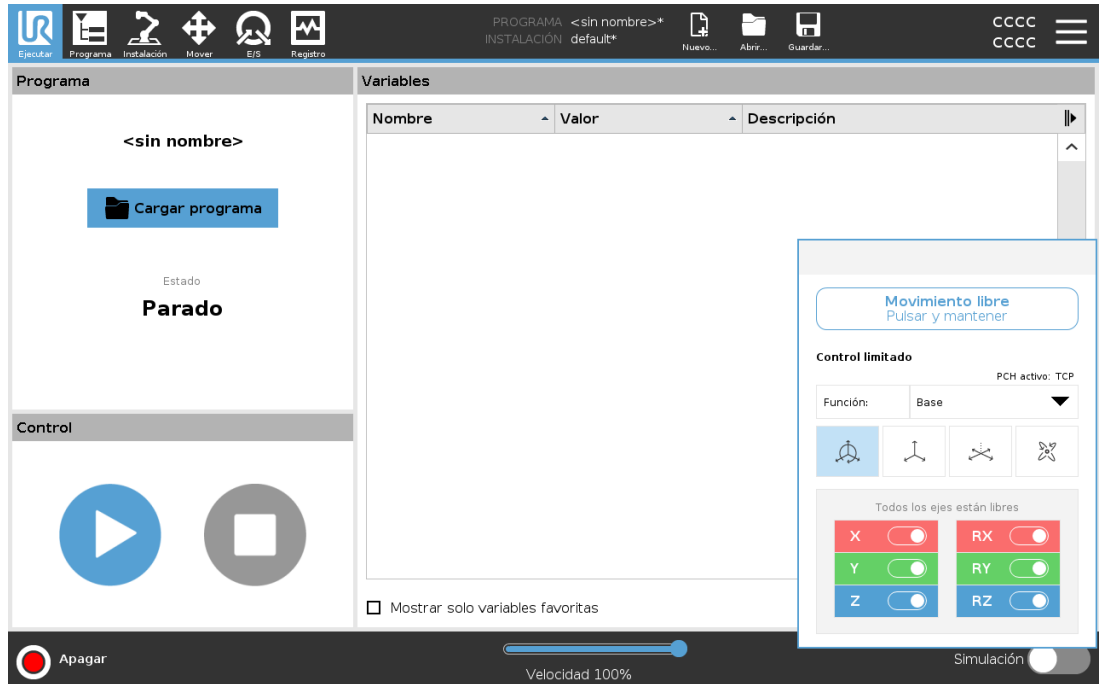 PROGRAMA <sin nombre>*
INSTALACIÓN default*
Ejecutar
Programa
Instalación
Mover
E/S
Registro
Nuevo...
Abrir...
Guardar...
CCCC
CCCC
Programa
Variables
<sin nombre>
Cargar programa
Estado
Parado
Nombre
Valor
Descripción
Control
Mostrar solo variables favoritas
Movimiento libre
Pulsar y mantener
Control limitado
PCH activo: TCP
Función: Base
Todos los ejes están libres
X RX
Y RY
Z RZ
Apagar
Velocidad 100%
Simulación